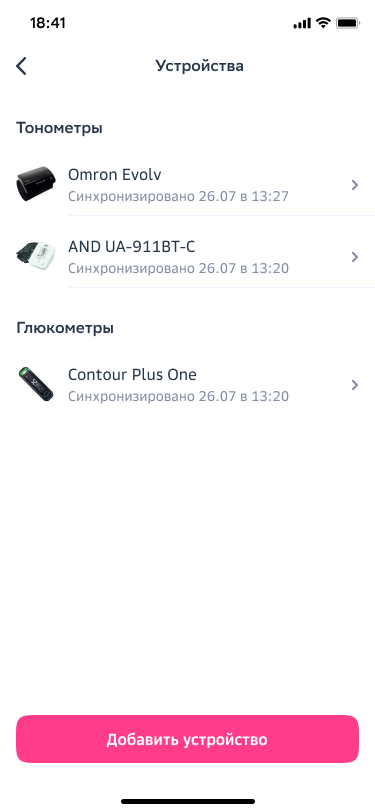 18:41
Устройства
Тонометры
Omron Evolv
Синхронизировано 26.07 в 13:27
AND UA-911BT-C
Синхронизировано 26.07 в 13:20
Глюкометры
Contour Plus One
Синхронизировано 26.07 в 13:20
Добавить устройство